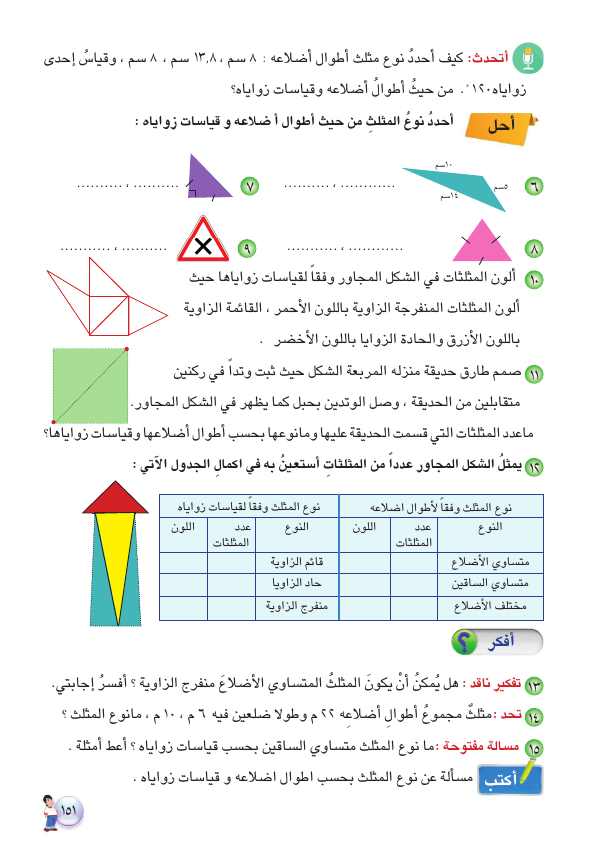 أتحدث: كيف أحددُ نوع مثلث أطوال أضلاعه : ٨ سم ، ١٣,٨ سم ، ٨ سم ، وقياسُ إحدى
زواياه ١٢٠°. من حيثُ أطوالُ أضلاعه وقياسات زواياه؟
أحل
أحددُ نوعُ المثلثِ من حيث أطوال أ ضلاعه و قياسات زواياه :
١٠سم
٥سم
١٤سم
٦ ............ ، ..........
٧ .......... ، ..........
٨ ............ ، ...........
٩ .......... ، ...........
١٠ ألون المثلثات في الشكل المجاور وفقاً لقياسات زواياها حيث
ألون المثلثات المنفرجة الزاوية باللون الأحمر ، القائمة الزاوية
باللون الأزرق والحادة الزوايا باللون الأخضر .
١١ صمم طارق حديقة منزله المربعة الشكل حيث ثبت وتداً في ركنين
متقابلين من الحديقة ، وصل الوتدين بحبل كما يظهر في الشكل المجاور.
ماعدد المثلثات التي قسمت الحديقة عليها ومانوعها بحسب أطوال أضلاعها وقياسات زواياها؟
١٢ يمثلُ الشكل المجاور عدداً من المثلثاتِ أستعينُ به في اكمالِ الجدول الآتي :
نوع المثلث وفقاً لأطوال اضلاعه
نوع المثلث وفقاً لقياسات زواياه
النوع عدد المثلثات اللون النوع عدد المثلثات اللون
متساوي الأضلاع قائم الزاوية
متساوي الساقين حاد الزوايا
مختلف الأضلاع منفرج الزاوية
أفكر ؟
١٣ تفكير ناقد : هل يُمكنُ أنْ يكونَ المثلثُ المتساوي الأضلاعَ منفرج الزاوية ؟ أفسرُ إجابتي.
١٤ تحد : مثلثٌ مجموعُ أطوالِ أضلاعِه ٢٢ م وطولا ضلعين فيه ٦ م ، ١٠ م ، مانوع المثلث ؟
١٥ مسالة مفتوحة : ما نوع المثلث متساوي الساقين بحسب قياسات زواياه ؟ أعط أمثلة .
أكتب
مسألة عن نوع المثلث بحسب اطوال اضلاعه و قياسات زواياه .
١٥١